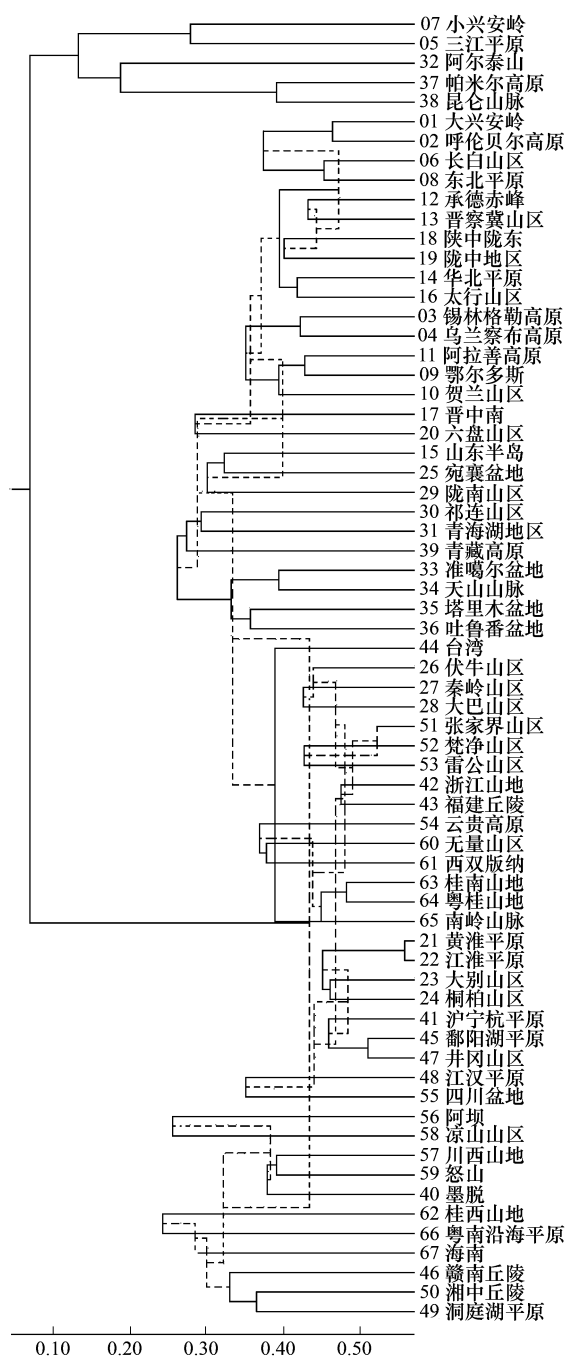 07 小兴安岭
05 三江平原
32 阿尔泰山
37 帕米尔高原
38 昆仑山脉
01 大兴安岭
02 呼伦贝尔高原
06 长白山区
08 东北平原
12 承德赤峰
13 晋察冀山区
18 陕中陇东
19 陇中地区
14 华北平原
16 太行山区
03 锡林格勒高原
04 乌兰察布高原
11 阿拉善高原
09 鄂尔多斯
10 贺兰山区
17 晋中南
20 六盘山区
15 山东半岛
25 宛襄盆地
29 陇南山区
30 祁连山区
31 青海湖地区
39 青藏高原
33 准噶尔盆地
34 天山山脉
35 塔里木盆地
36 吐鲁番盆地
44 台湾
26 伏牛山区
27 秦岭山区
28 大巴山区
51 张家界山区
52 梵净山区
53 雷公山区
42 浙江山地
43 福建丘陵
54 云贵高原
60 无量山区
61 西双版纳
63 桂南山地
64 粤桂山地
65 南岭山脉
21 黄淮平原
22 江淮平原
23 大别山区
24 桐柏山区
41 沪宁杭平原
45 鄱阳湖平原
47 井冈山区
48 江汉平原
55 四川盆地
56 阿坝
58 凉山山区
57 川西山地
59 怒山
40 墨脱
62 桂西山地
66 粤南沿海平原
67 海南
46 赣南丘陵
50 湘中丘陵
49 洞庭湖平原
0.10 0.20 0.30 0.40 0.50